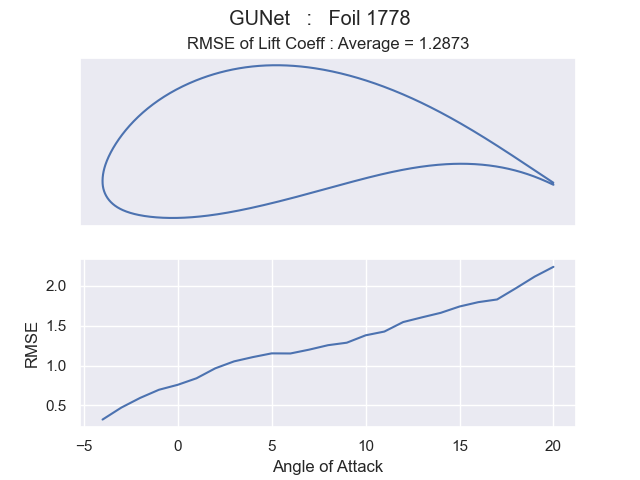 GUNet   :   Foil 1778
RMSE of Lift Coeff : Average = 1.2873
2.0
1.5
1.0
0.5
RMSE
−5 0 5 10 15 20
Angle of Attack